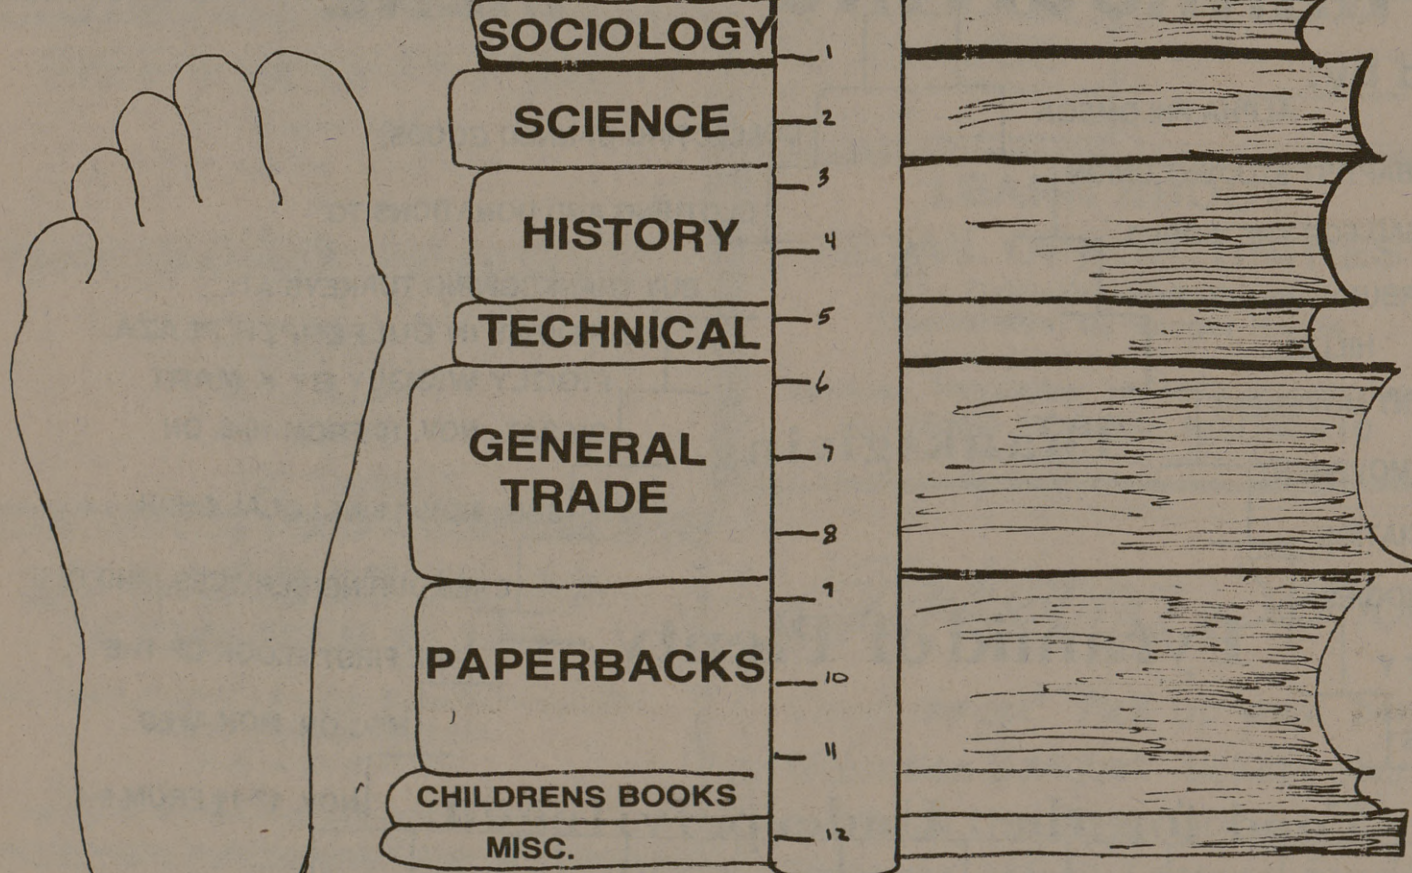 SOCIOLOGY
1
SCIENCE
2
3
HISTORY
4
TECHNICAL
5
6
GENERAL
TRADE
7
8
9
PAPERBACKS
10
11
CHILDRENS BOOKS
12
MISC.